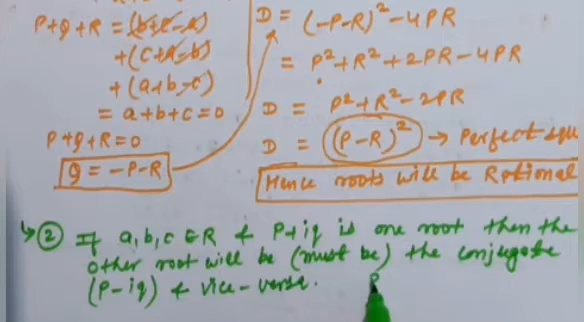 P+q+R = (b+c-a)
+(c+a-b)
+(a+b-c)
= a+b+c=0
P+q+R=0
q = -P-R
D = (-P-R)²-4PR
= P²+R²+2PR-4PR
D = P²+R²-2PR
D = (P-R)² → Perfect squ
Hence roots will be Rational
② If a,b,c ∈ R & P+iq is one root then the
other root will be (must be) the conjugate
(P-iq) & vice-versa.